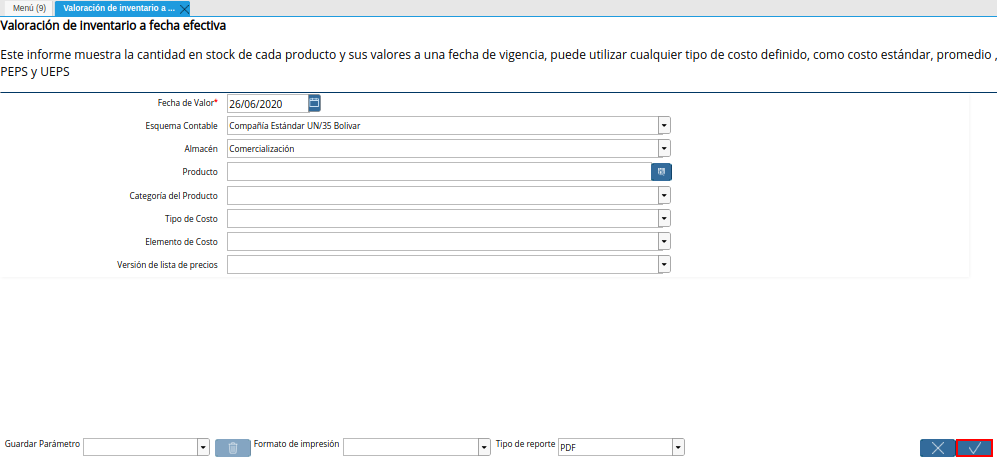 Menú (9) Valoración de inventario a ...
Valoración de inventario a fecha efectiva
Este informe muestra la cantidad en stock de cada producto y sus valores a una fecha de vigencia, puede utilizar cualquier tipo de costo definido, como costo estándar, promedio ,
PEPS y UEPS
Fecha de Valor* 26/06/2020
Esquema Contable Compañía Estándar UN/35 Bolivar
Almacén Comercialización
Producto
Categoría del Producto
Tipo de Costo
Elemento de Costo
Versión de lista de precios
Guardar Parámetro Formato de impresión Tipo de reporte PDF